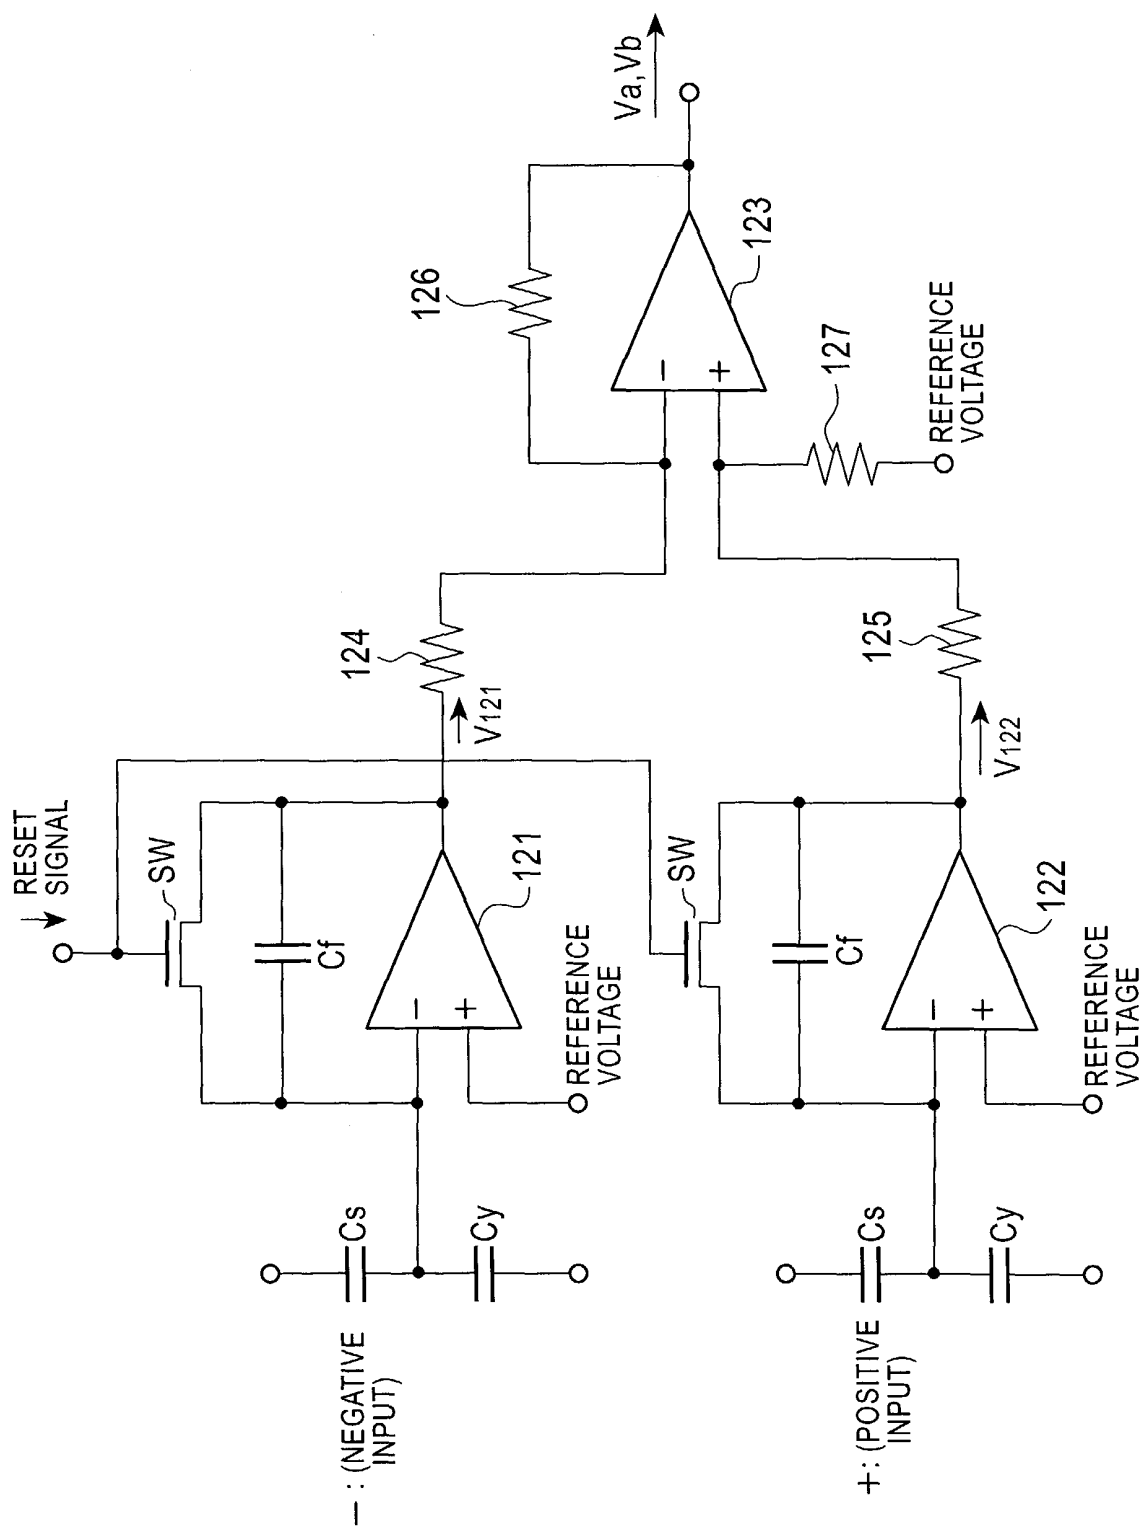 RESET
SIGNAL
SW
Cf
−
+
121
REFERENCE
VOLTAGE
Cs
Cy
− : (NEGATIVE
INPUT)
V121
124
126
−
+
123
Va,Vb
127
REFERENCE
VOLTAGE
SW
Cf
−
+
122
REFERENCE
VOLTAGE
Cs
Cy
+ : (POSITIVE
INPUT)
V122
125